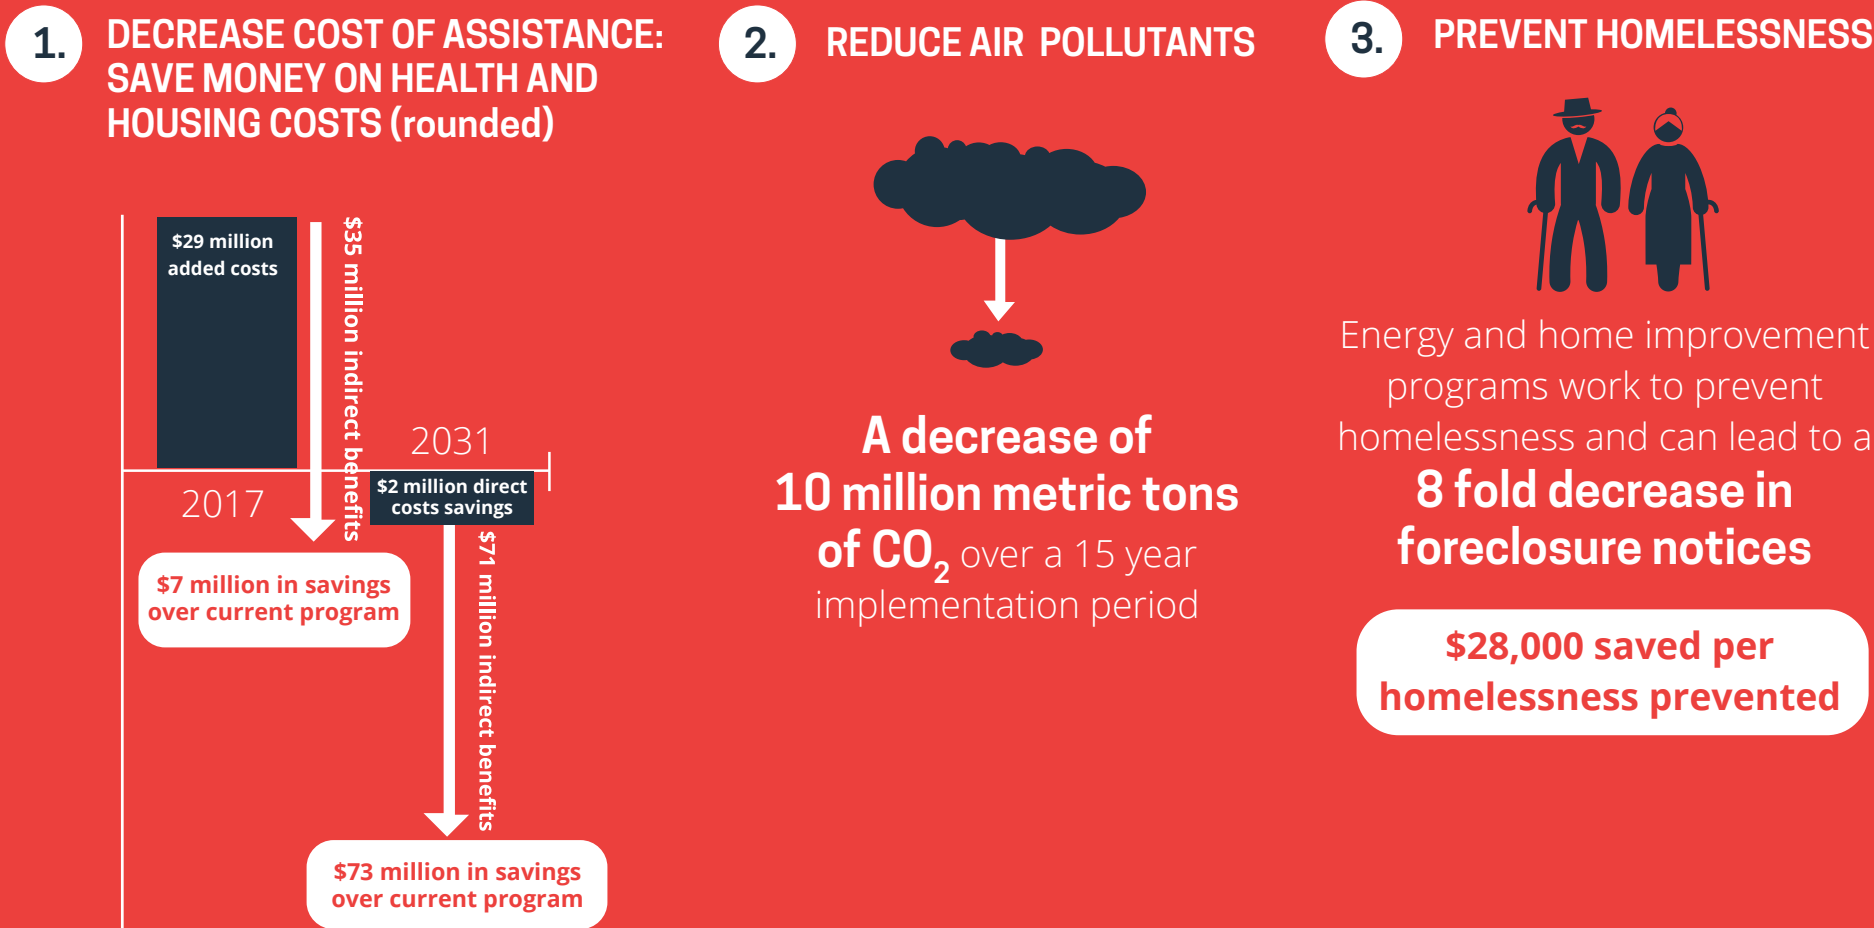 1.
DECREASE COST OF ASSISTANCE:
SAVE MONEY ON HEALTH AND
HOUSING COSTS (rounded)
$29 million
added costs
$35 million indirect benefits
2017
$7 million in savings
over current program
2031
$2 million direct
costs savings
$71 million indirect benefits
$73 million in savings
over current program
2.
REDUCE AIR POLLUTANTS
A decrease of
10 million metric tons
of CO₂ over a 15 year
implementation period
3.
PREVENT HOMELESSNESS
Energy and home improvement
programs work to prevent
homelessness and can lead to a
8 fold decrease in
foreclosure notices
$28,000 saved per
homelessness prevented